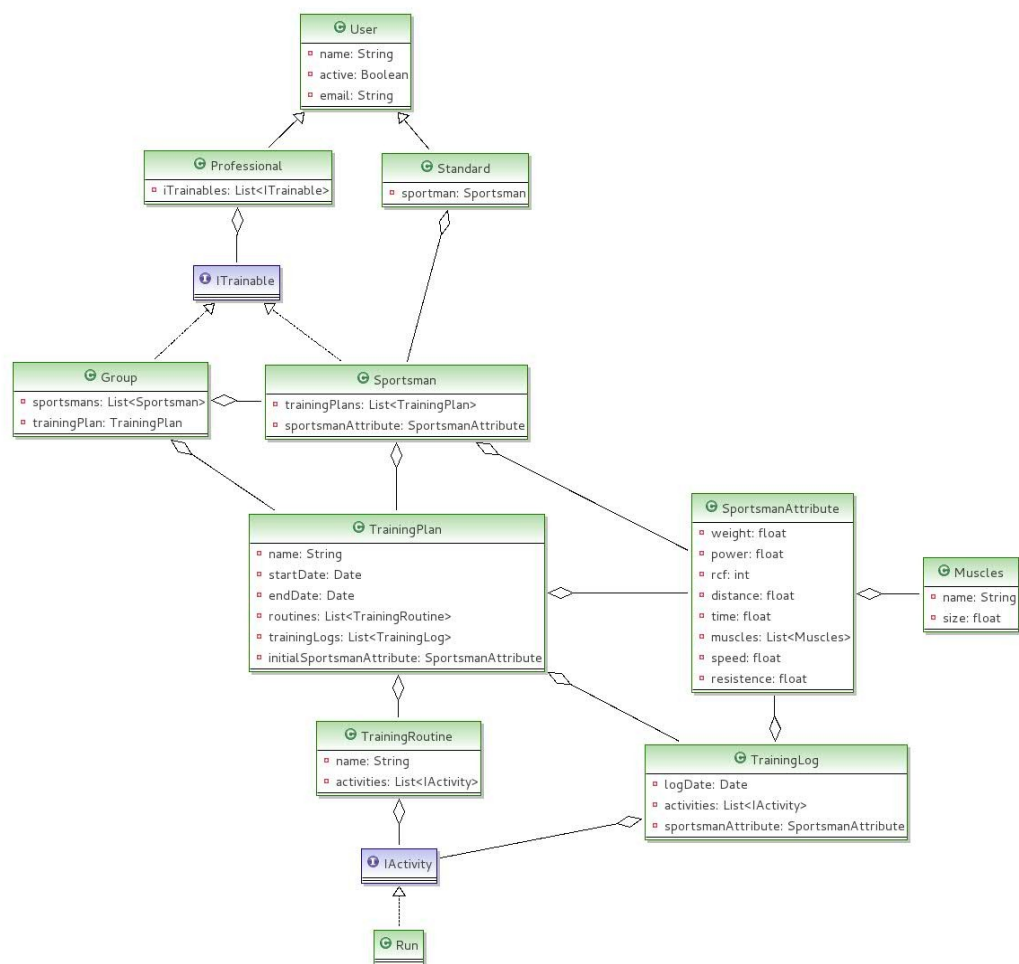 C User
name: String
active: Boolean
email: String
C Professional
iTrainables: List<ITrainable>
C Standard
sportman: Sportsman
I ITrainable
C Group
sportsmans: List<Sportsman>
trainingPlan: TrainingPlan
C Sportsman
trainingPlans: List<TrainingPlan>
sportsmanAttribute: SportsmanAttribute
C TrainingPlan
name: String
startDate: Date
endDate: Date
routines: List<TrainingRoutine>
trainingLogs: List<TrainingLog>
initialSportsmanAttribute: SportsmanAttribute
C SportsmanAttribute
weight: float
power: float
rcf: int
distance: float
time: float
muscles: List<Muscles>
speed: float
resistence: float
C Muscles
name: String
size: float
C TrainingRoutine
name: String
activities: List<IActivity>
C TrainingLog
logDate: Date
activities: List<IActivity>
sportsmanAttribute: SportsmanAttribute
I IActivity
C Run